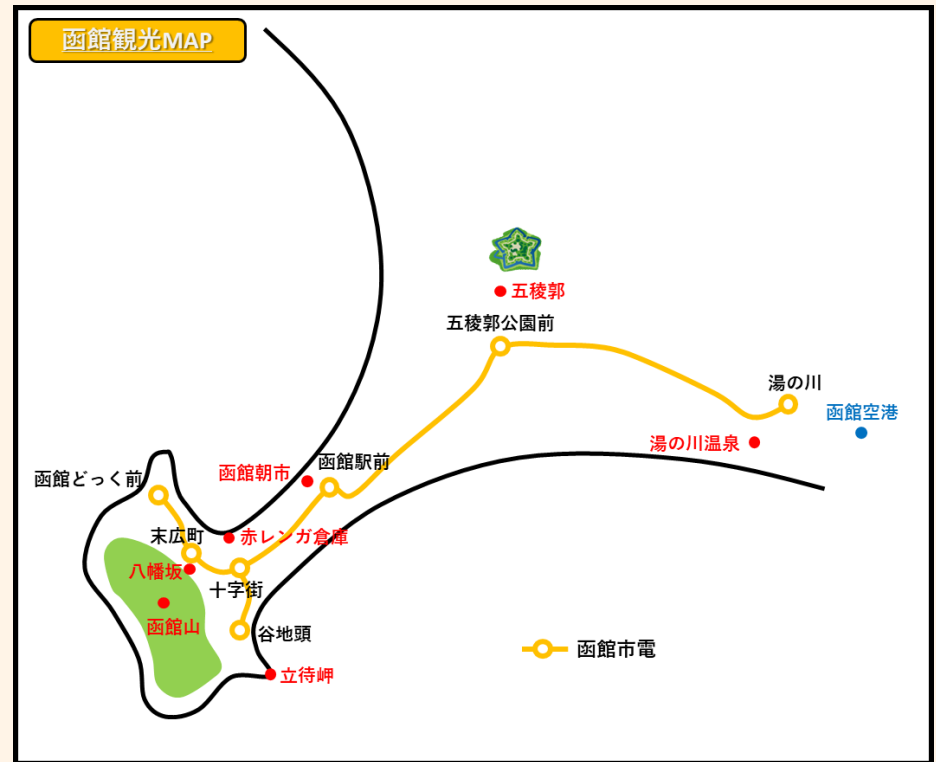 函館観光MAP
五稜郭
五稜郭公園前
湯の川
函館空港
湯の川温泉
函館駅前
函館朝市
函館どっく前
末広町
赤レンガ倉庫
八幡坂
十字街
函館山
谷地頭
函館市電
立待岬